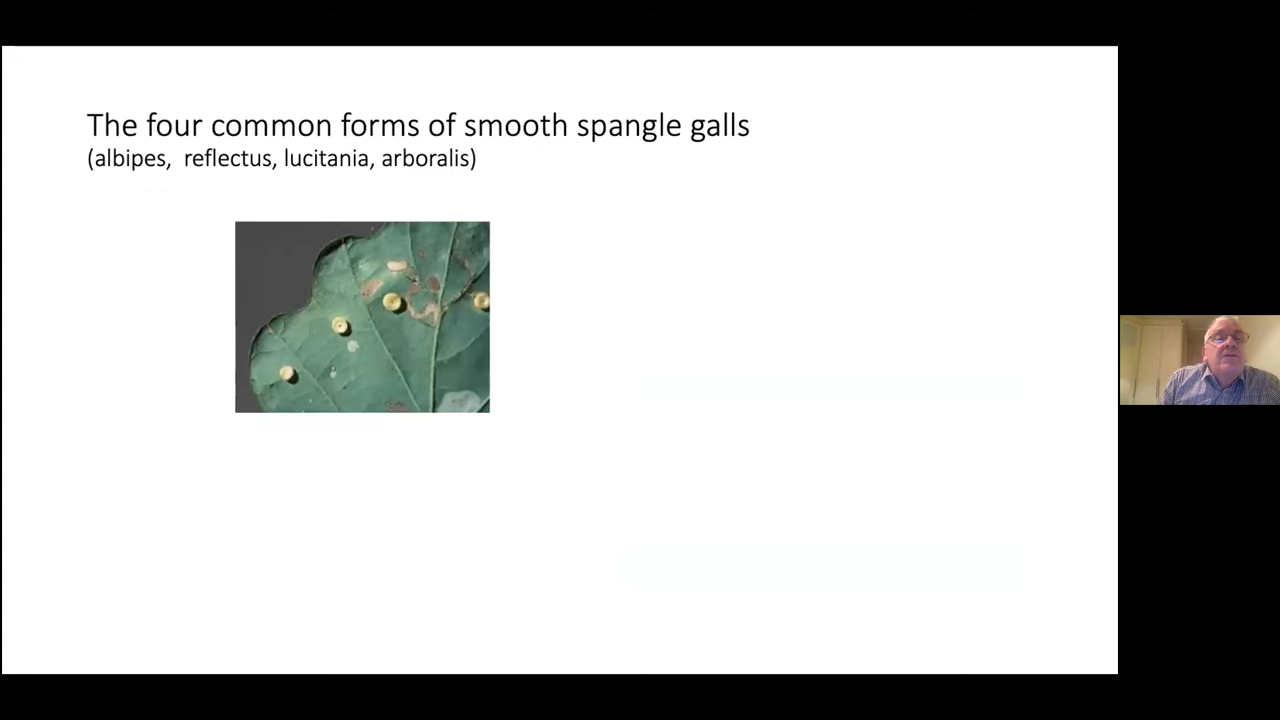 The four common forms of smooth spangle galls
(albipes, reflectus, lucitania, arboralis)